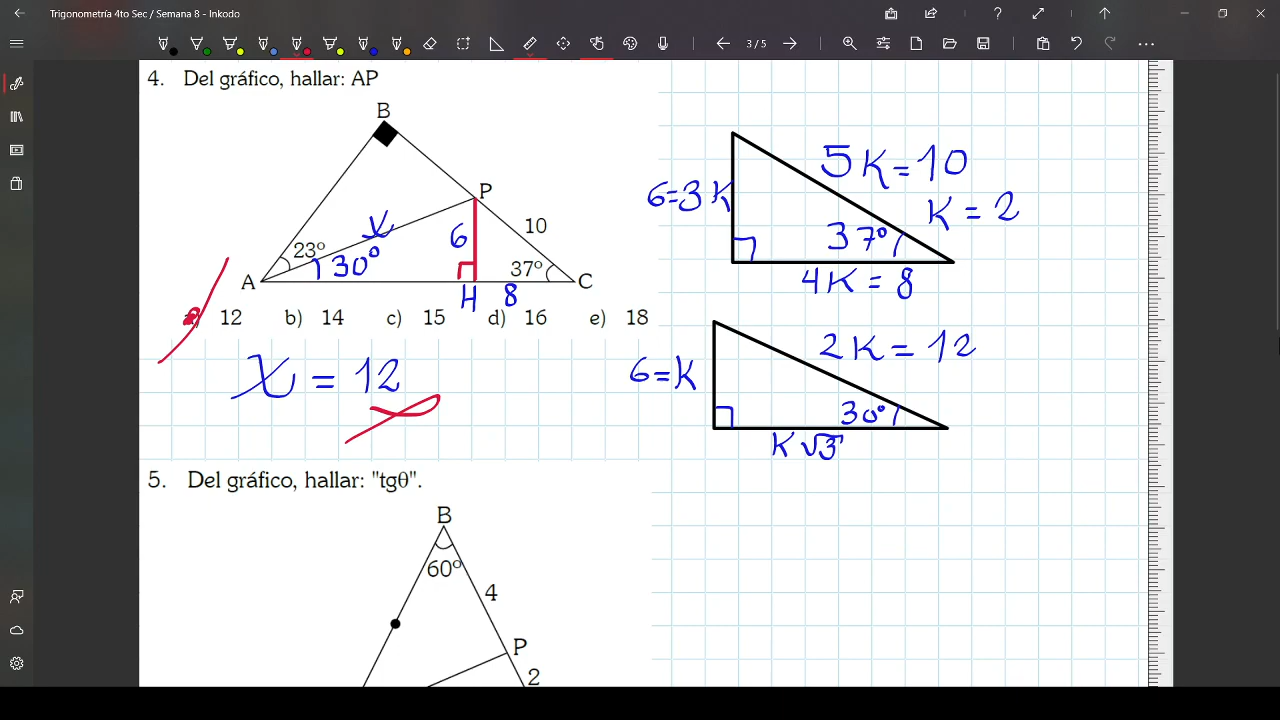 Trigonometría 4to Sec / Semana 8 - Inkodo
3/5
4. Del gráfico, hallar: AP
B
P
10
6
x
23°
30°
37°
A
H
8
C
a) 12 b) 14 c) 15 d) 16 e) 18
x = 12
5K=10
6=3K
K=2
37°
4K=8
2K=12
6=K
30°
K√3
5. Del gráfico, hallar: "tgθ".
B
60°
4
P
2